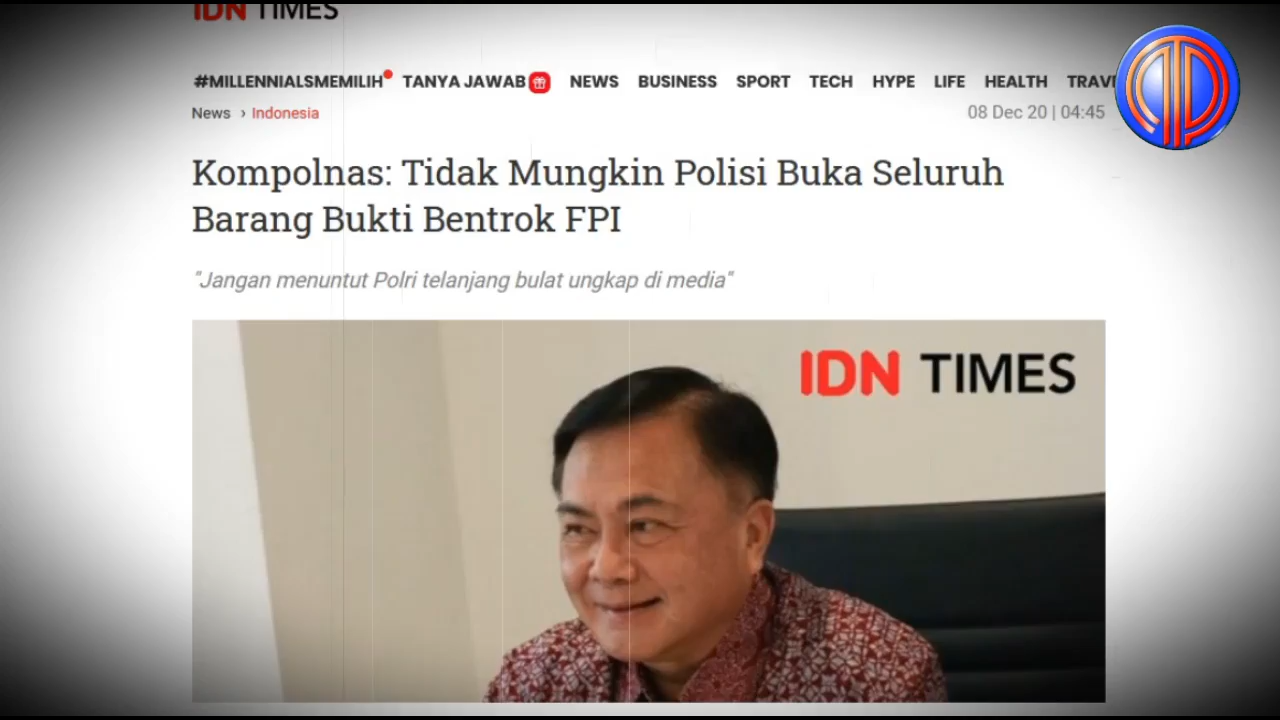 IDN TIMES
#MILLENNIALSMEMILIH TANYA JAWAB NEWS BUSINESS SPORT TECH HYPE LIFE HEALTH TRAV
News › Indonesia 08 Dec 20 | 04:45
Kompolnas: Tidak Mungkin Polisi Buka Seluruh
Barang Bukti Bentrok FPI
"Jangan menuntut Polri telanjang bulat ungkap di media"
IDN TIMES